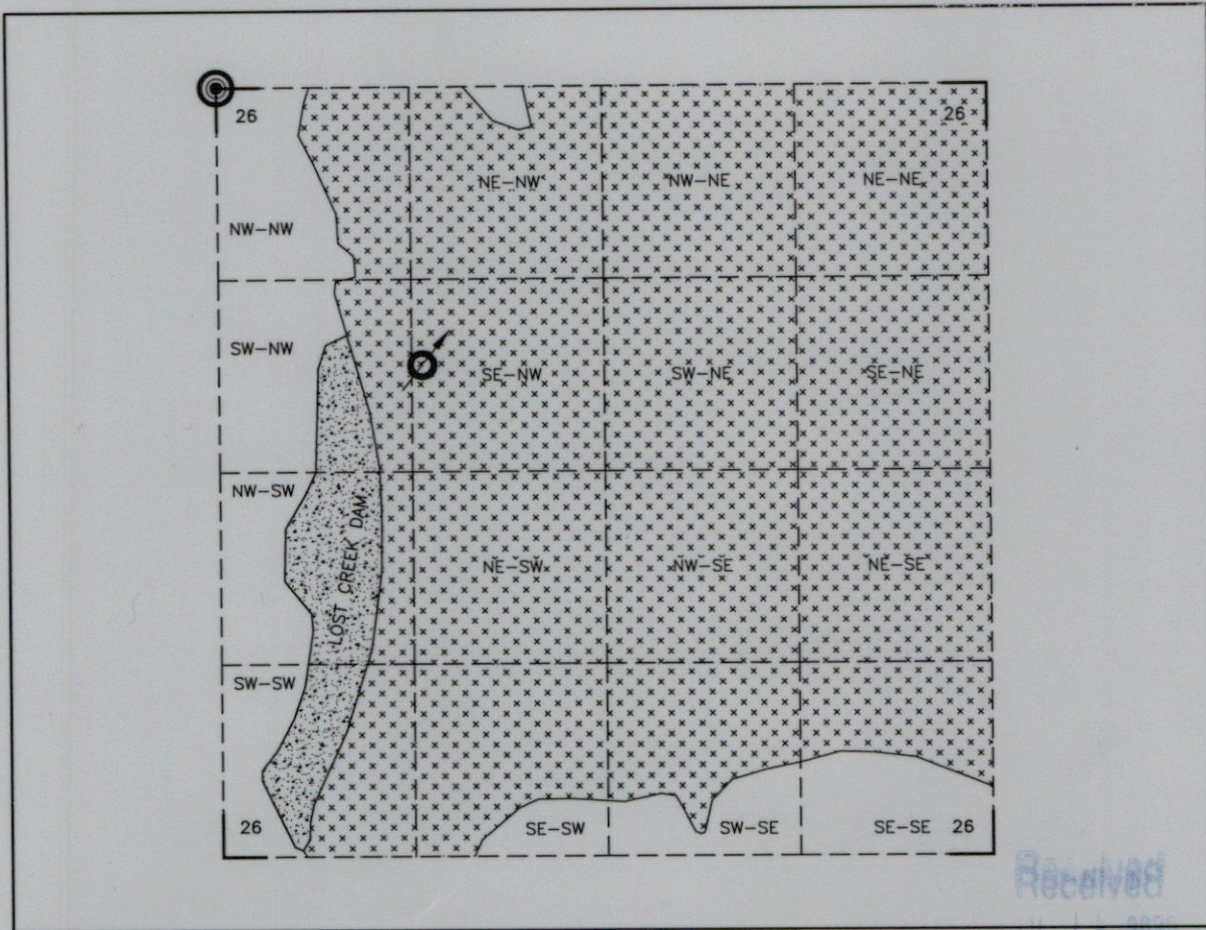 26 26
NE-NW NW-NE NE-NE
NW-NW
SW-NW
SE-NW SW-NE SE-NE
NW-SW
LOST CREEK DAM
NE-SW NW-SE NE-SE
SW-SW
26 SE-SW SW-SE SE-SE 26
Received